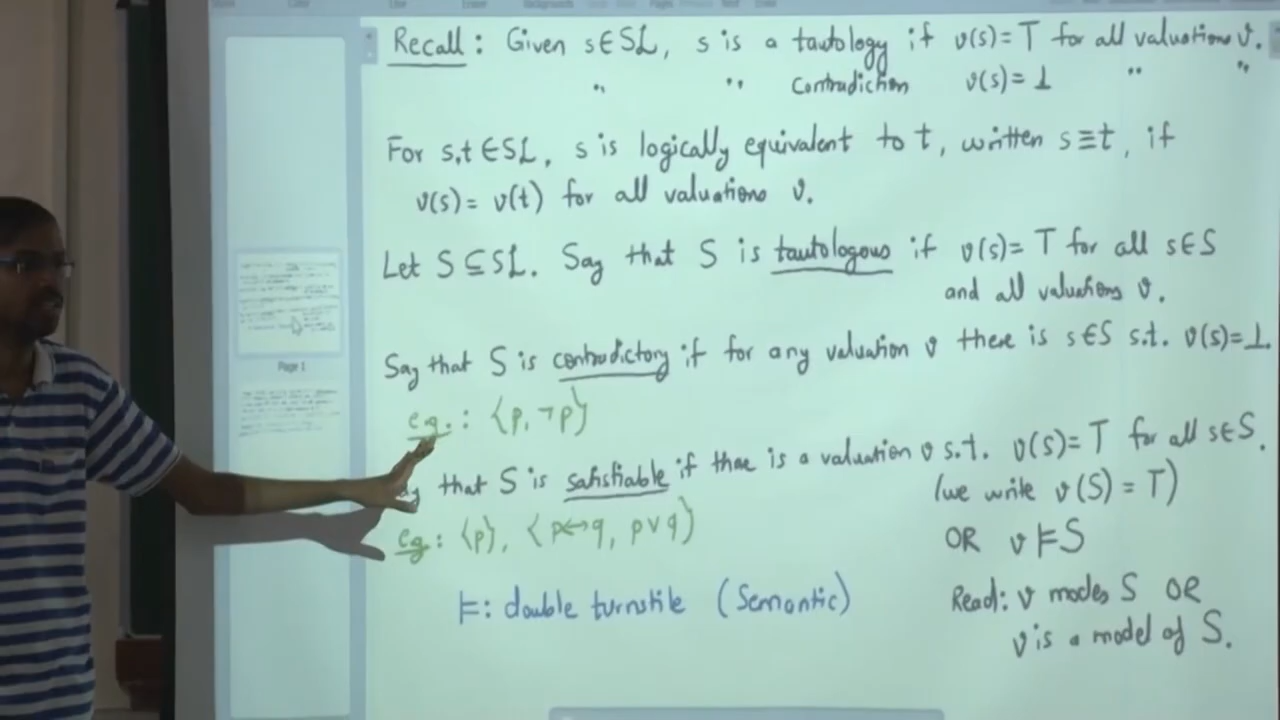 Recall: Given s∈SL, s is a tautology if v(s)=T for all valuations v.
" " Contradiction v(s)=⊥ " "
For s,t∈SL, s is logically equivalent to t, written s≡t, if
v(s)= v(t) for all valuations v.
Let S⊆SL. Say that S is tautologous if v(s)= T for all s∈S
and all valuations v.
Say that S is contradictory if for any valuation v there is s∈S s.t. v(s)=⊥.
e.g.: {p, ¬p}
that S is satisfiable if there is a valuation v s.t. v(s)= T for all s∈S.
(we write v(S) = T)
eg: {p}, {p↔q, p∨q}
OR v⊨S
⊨: double turnstile (Semantic)
Read: v models S OR
v is a model of S.
Page 1